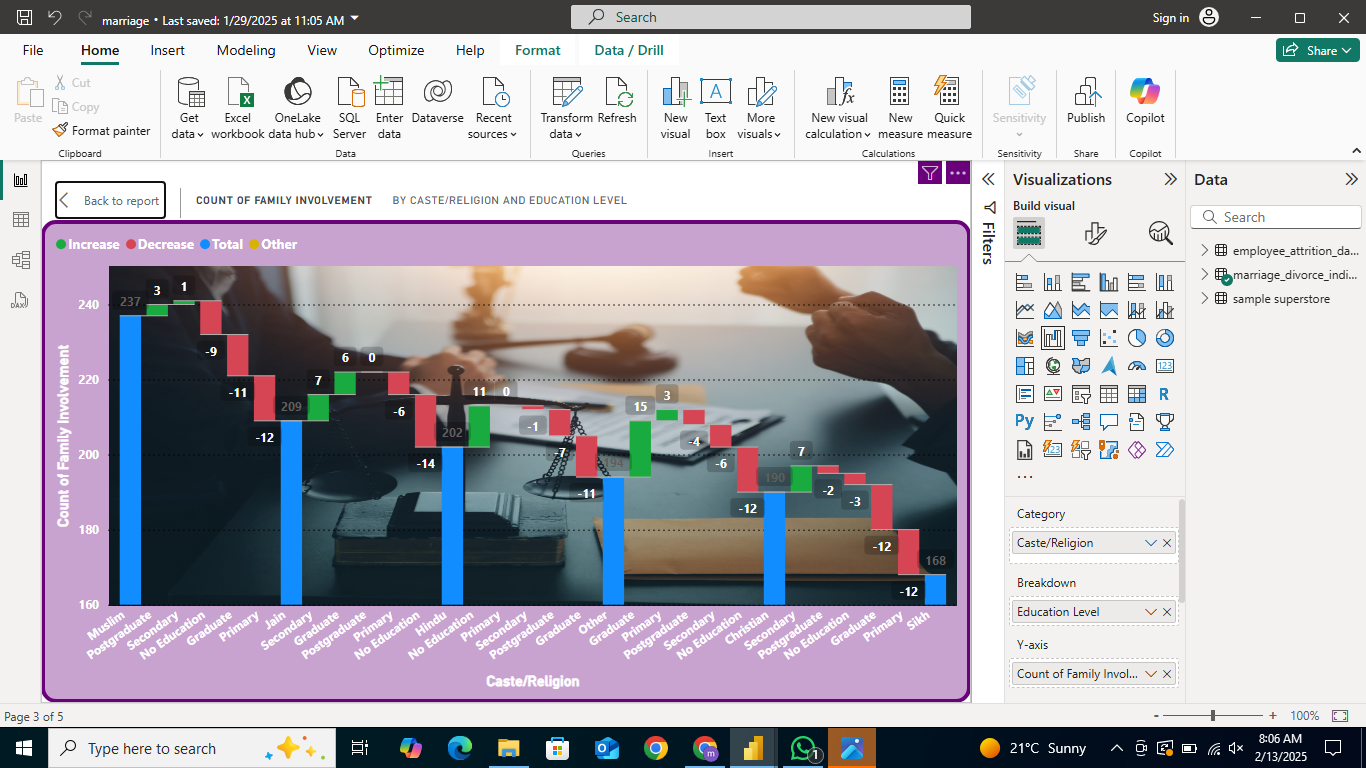 marriage • Last saved: 1/29/2025 at 11:05 AM
Search
Sign in
File Home Insert Modeling View Optimize Help Format Data / Drill
Share
Paste
Cut
Copy
Format painter
Clipboard
Get data
Excel workbook
OneLake data hub
SQL Server
Enter data
Dataverse
Recent sources
Data
Transform data
Refresh
Queries
New visual
Text box
More visuals
Insert
New visual calculation
New measure
Quick measure
Calculations
Sensitivity
Sensitivity
Publish
Share
Copilot
Copilot
Back to report
COUNT OF FAMILY INVOLVEMENT BY CASTE/RELIGION AND EDUCATION LEVEL
Increase Decrease Total Other
Count of Family Involvement
240
220
200
180
160
237 3 1 -9 -11 -12 209 7 6 0 -6 -14 202 11 0 -1 -7 -11 194 15 3 -4 -6 -12 190 7 -2 -3 -12 -12 168
Muslim
Postgraduate
Secondary
No Education
Graduate
Primary
Jain
Secondary
Graduate
Postgraduate
Primary
No Education
Hindu
No Education
Primary
Secondary
Postgraduate
Graduate
Other
Graduate
Primary
Postgraduate
Secondary
No Education
Christian
Secondary
Postgraduate
No Education
Graduate
Primary
Sikh
Caste/Religion
Filters
Visualizations
Build visual
R
Py
123
123
...
Category
Caste/Religion
Breakdown
Education Level
Y-axis
Count of Family Invol...
Data
Search
employee_attrition_da...
marriage_divorce_indi...
sample superstore
DAX
Page 3 of 5
- + 100%
Type here to search
m
1
21°C Sunny
8:06 AM
2/13/2025